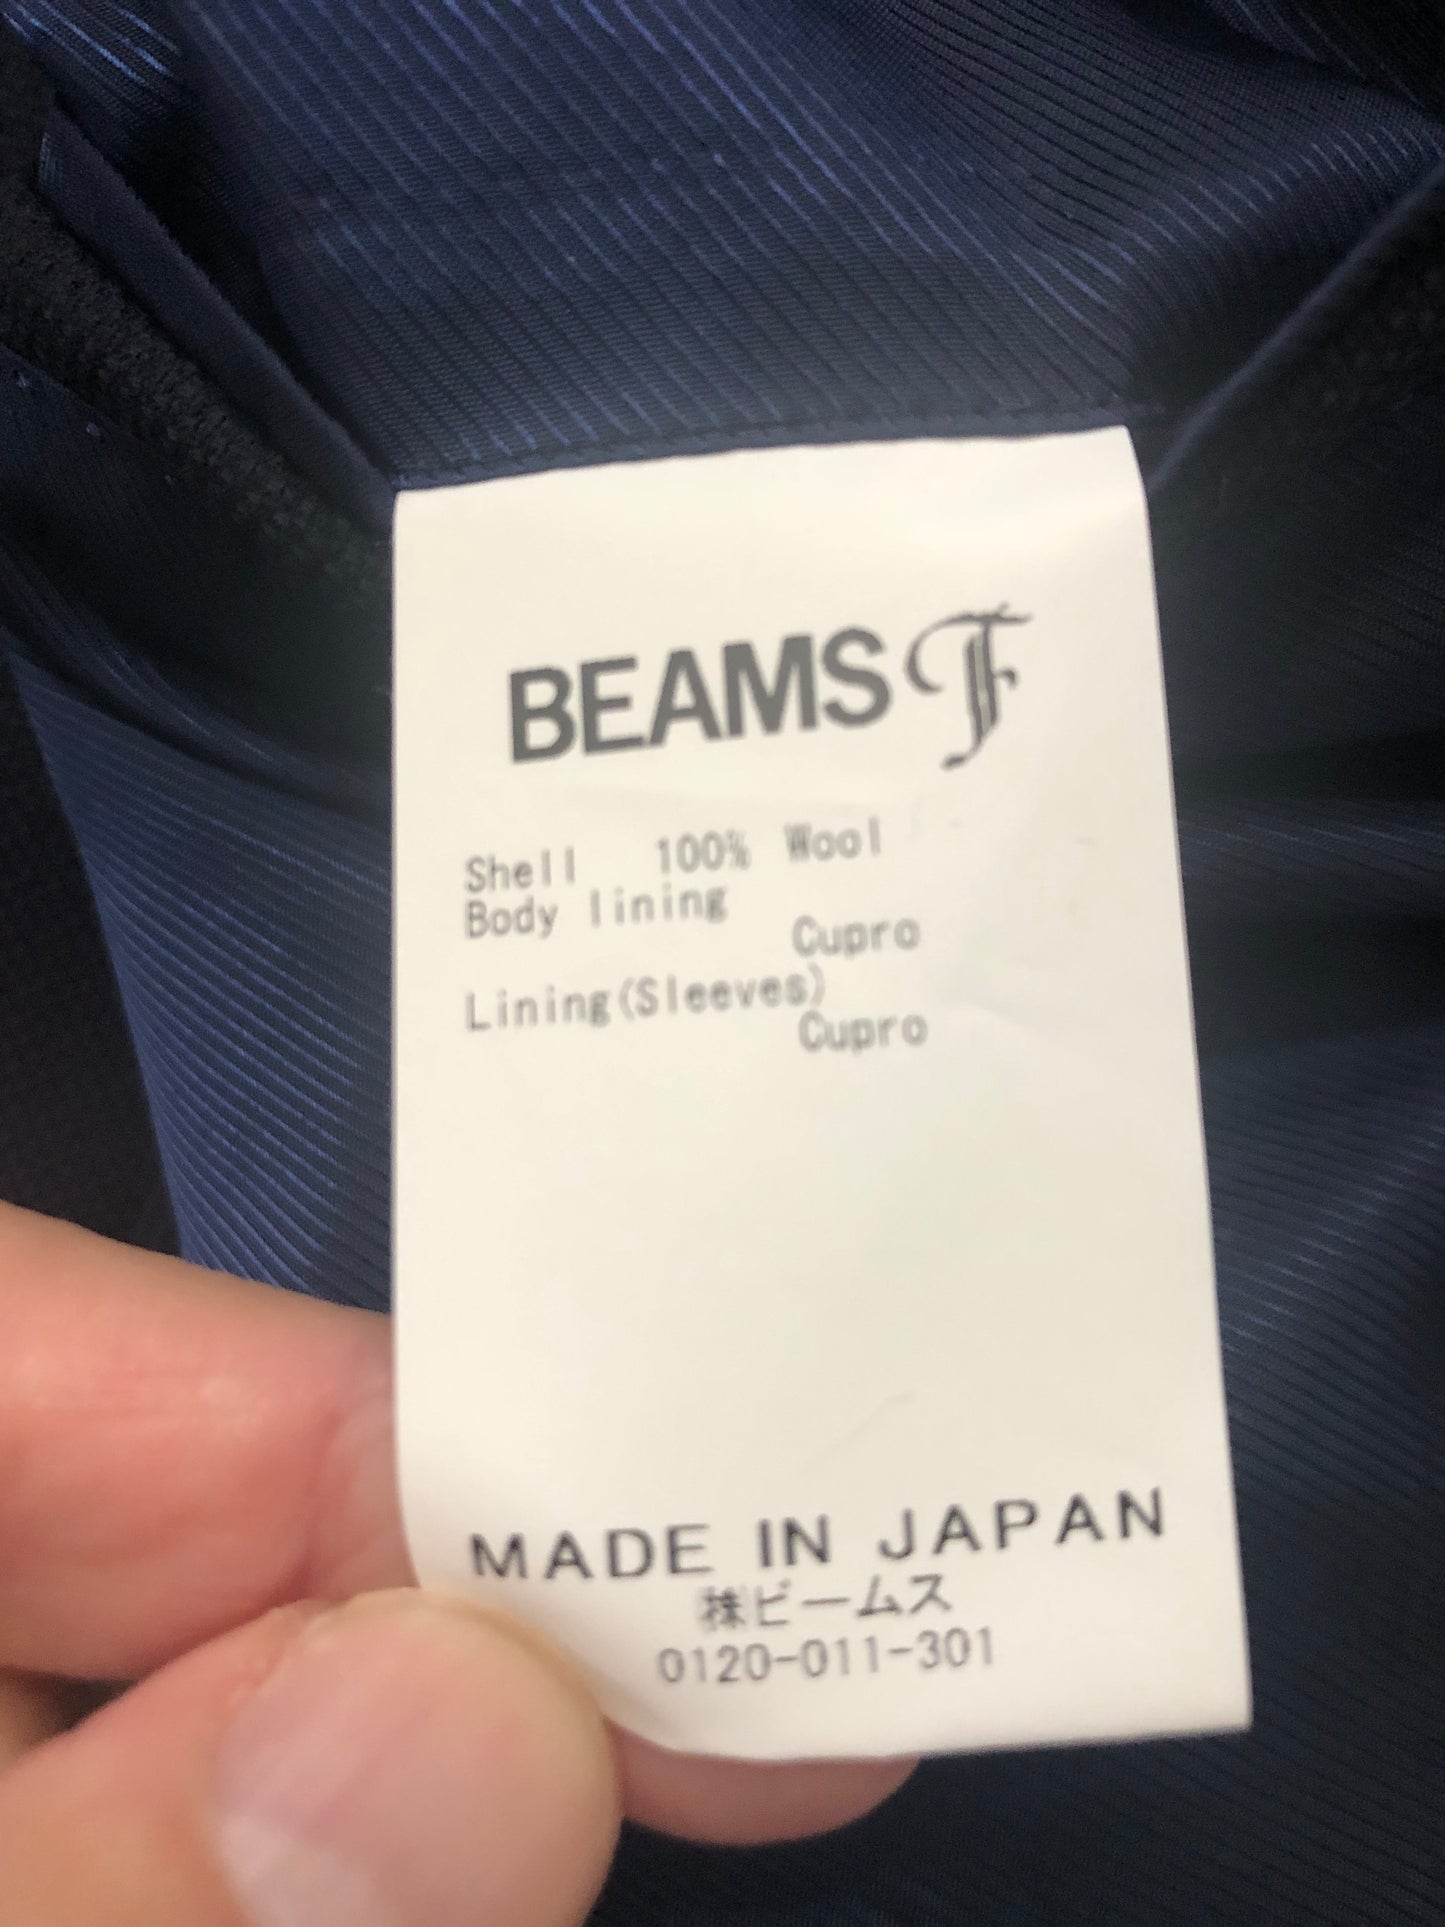 BEAMS F
Shell 100% Wool
Body lining
Cupro
Lining(Sleeves)
Cupro
MADE IN JAPAN
株ビームス
0120-011-301